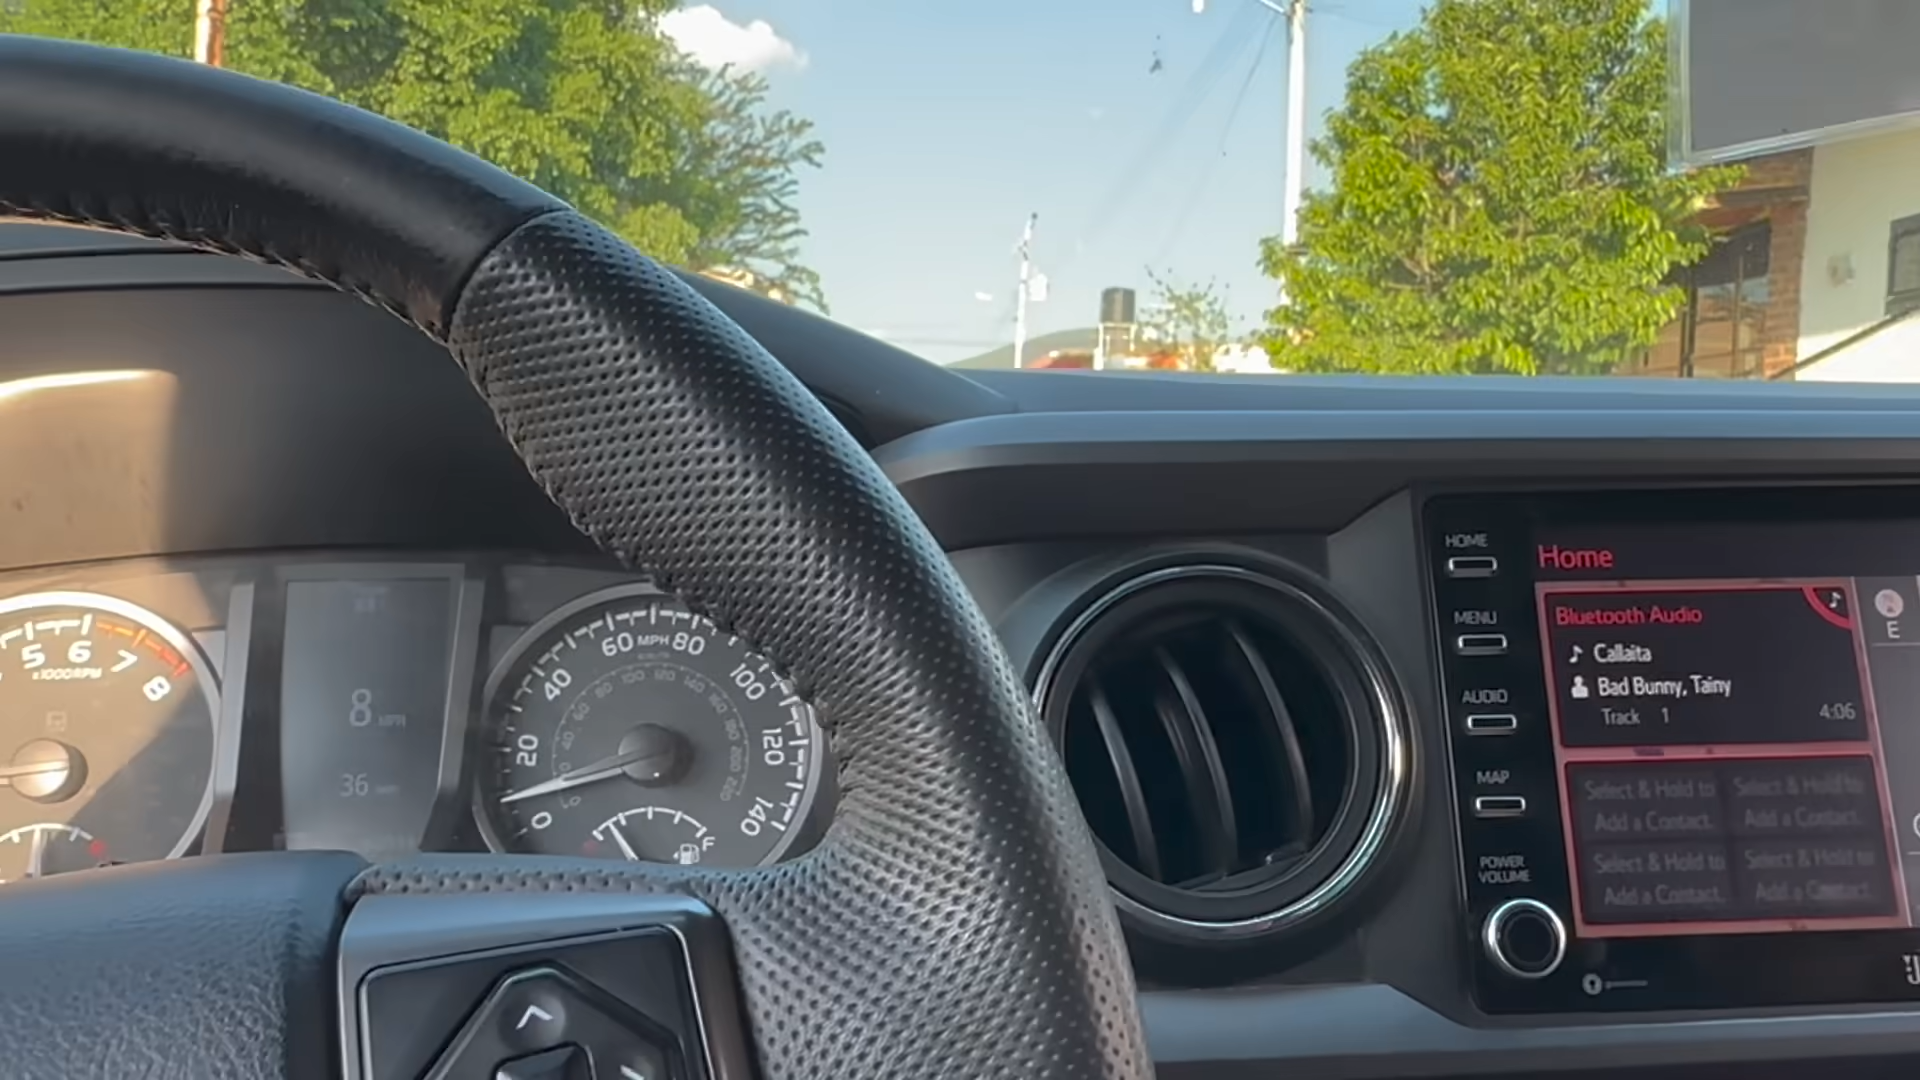 5 6 7 8
x1000RPM
8 MPH
36
0 20 40 60 MPH 80 100 120 140
F
HOME
MENU
AUDIO
MAP
POWER
VOLUME
Home
Bluetooth Audio
Callaita
Bad Bunny, Tainy
Track 1
4:06
Select & Hold to
Add a Contact.
Select & Hold to
Add a Contact.
Select & Hold to
Add a Contact.
Select & Hold to
Add a Contact.
E